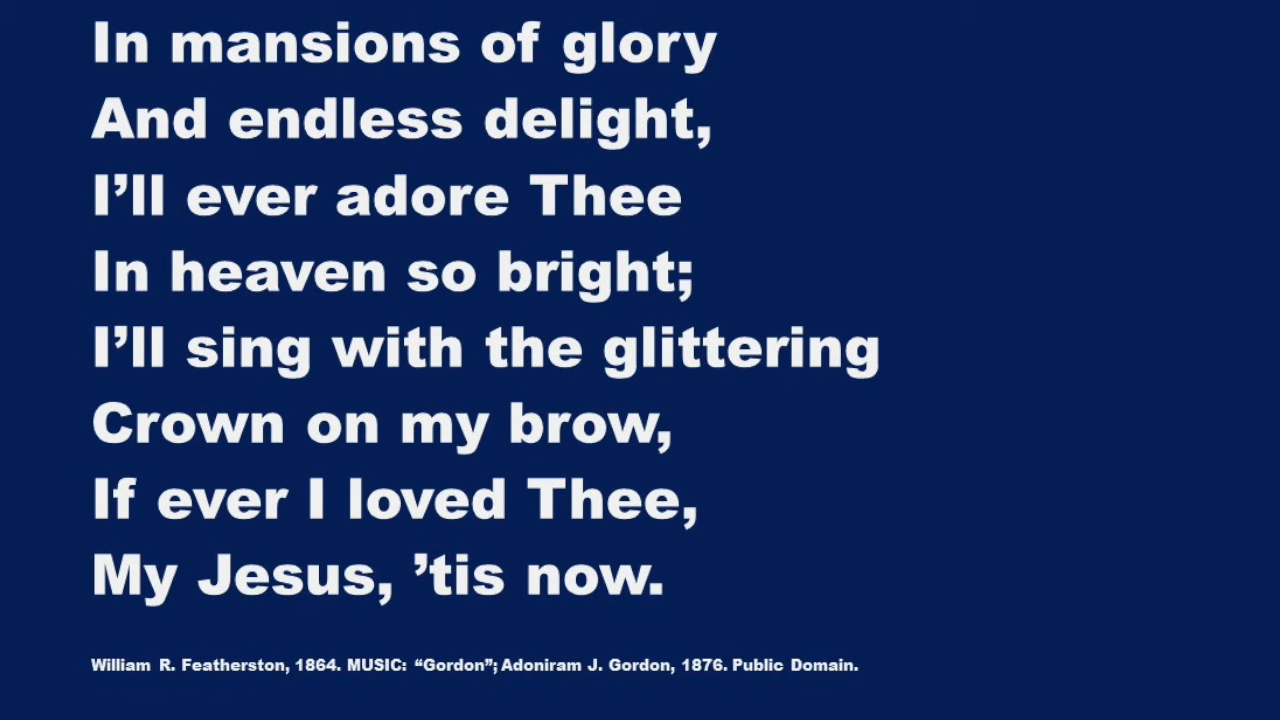 In mansions of glory
And endless delight,
I’ll ever adore Thee
In heaven so bright;
I’ll sing with the glittering
Crown on my brow,
If ever I loved Thee,
My Jesus, ’tis now.
William R. Featherston, 1864. MUSIC: “Gordon”; Adoniram J. Gordon, 1876. Public Domain.